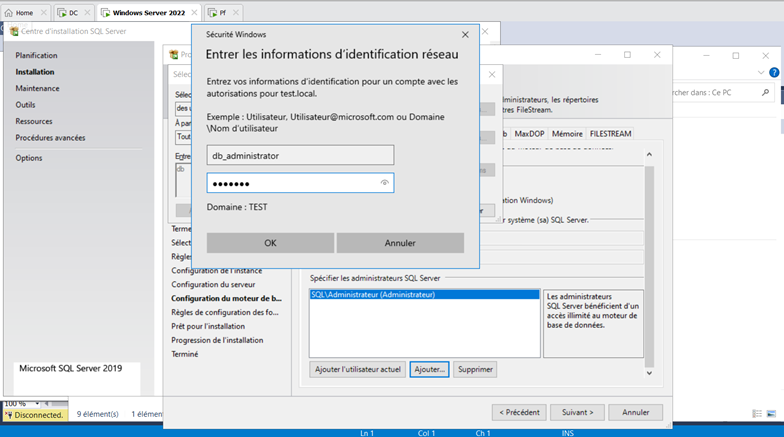 Home
DC
Windows Server 2022
Pf
Centre d'installation SQL Server
Planification
Installation
Maintenance
Outils
Ressources
Procédures avancées
Options
Microsoft SQL Server 2019
Sécurité Windows
Entrer les informations d'identification réseau
Entrez vos informations d'identification pour un compte avec les
autorisations pour test.local.
Exemple : Utilisateur, Utilisateur@microsoft.com ou Domaine
\Nom d'utilisateur
db_administrator
●●●●●●●
Domaine : TEST
OK
Annuler
Pro
Sélec
Sélec
des u
À par
Tout
Entre
db
Terme
Sélect
Règles
Configuration de l'instance
Configuration du serveur
Configuration du moteur de b...
Règles de configuration des fo...
Prêt pour l'installation
Progression de l'installation
Terminé
dministrateurs, les répertoires
tres FileStream.
b
MaxDOP
Mémoire
FILESTREAM
ation Windows)
r système (sa) SQL Server.
Spécifier les administrateurs SQL Server
SQL\Administrateur (Administrateur)
Les administrateurs
SQL Server bénéficient d'un
accès illimité au moteur de
base de données.
Ajouter l'utilisateur actuel
Ajouter...
Supprimer
< Précédent
Suivant >
Annuler
rcher dans : Ce PC
100 %
Disconnected.
9 élément(s)
1 élémen
Ln 1
Col 1
Ch 1
INS